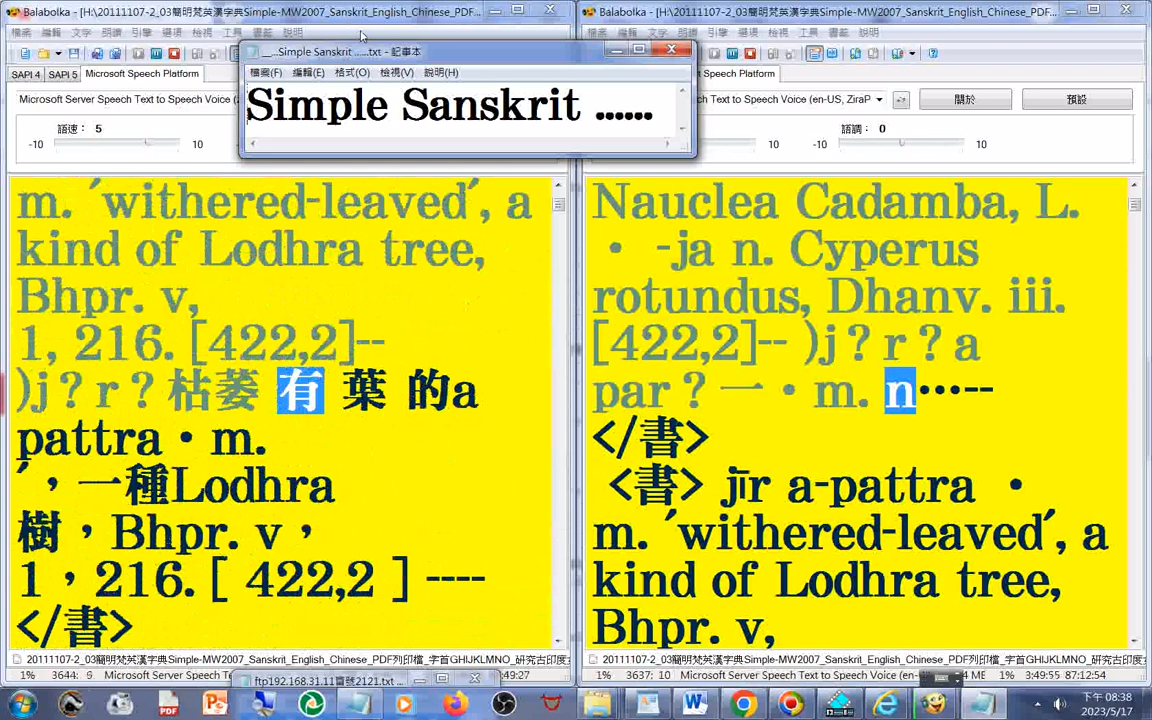 Balabolka - [H:\20111107-2_03簡明梵英漢字典Simple-MW2007_Sanskrit_English_Chinese_PDF...
檔案 編輯 文字 朗讀 引擎 選項 檢視 工具 書籤 說明
SAPI 4 SAPI 5 Microsoft Speech Platform
Microsoft Server Speech Text to Speech Voice (
語速: 5
-10 10
m. ´withered-leaved´, a
kind of Lodhra tree,
Bhpr. v,
1, 216. [422,2]--
)j？r？枯萎 有 葉 的a
pattra • m.
´，一種Lodhra
樹，Bhpr. v，
1，216. [ 422,2 ] ----
</書>
20111107-2_03簡明梵英漢字典Simple-MW2007_Sanskrit_English_Chinese_PDF列印檔_字首GHIJKLMNO_研究古印度
1% 3644: 9 Microsoft Server Spee
3:49:27
__...Simple Sanskrit ......txt - 記事本
檔案(F) 編輯(E) 格式(O) 檢視(V) 說明(H)
Simple Sanskrit ......
Balabolka - [H:\20111107-2_03簡明梵英漢字典Simple-MW2007_Sanskrit_English_Chinese_PD...
工具 書籤 說明
Speech Platform
Speech Text to Speech Voice (en-US, ZiraP
關於
預設
語調: 0
10 -10 10
Nauclea Cadamba, L.
• -ja n. Cyperus
rotundus, Dhanv. iii.
[422,2]-- )j？r？a
par？一 • m. n•••--
</書>
<書> jīr a-pattra •
m. ´withered-leaved´, a
kind of Lodhra tree,
Bhpr. v,
20111107-2_03簡明梵英漢字典Simple-MW2007_Sanskrit_English_Chinese_PDF列印檔_字首GHIJKLMNO_研究古印度
1% 3637: 10 Microsoft Server Speech Text to Speech Voice (en-
4 ME
3:49:55 87:12:54
ftp192.168.31.11冒號2121.txt ...
PDF
下午 08:38
2023/5/17